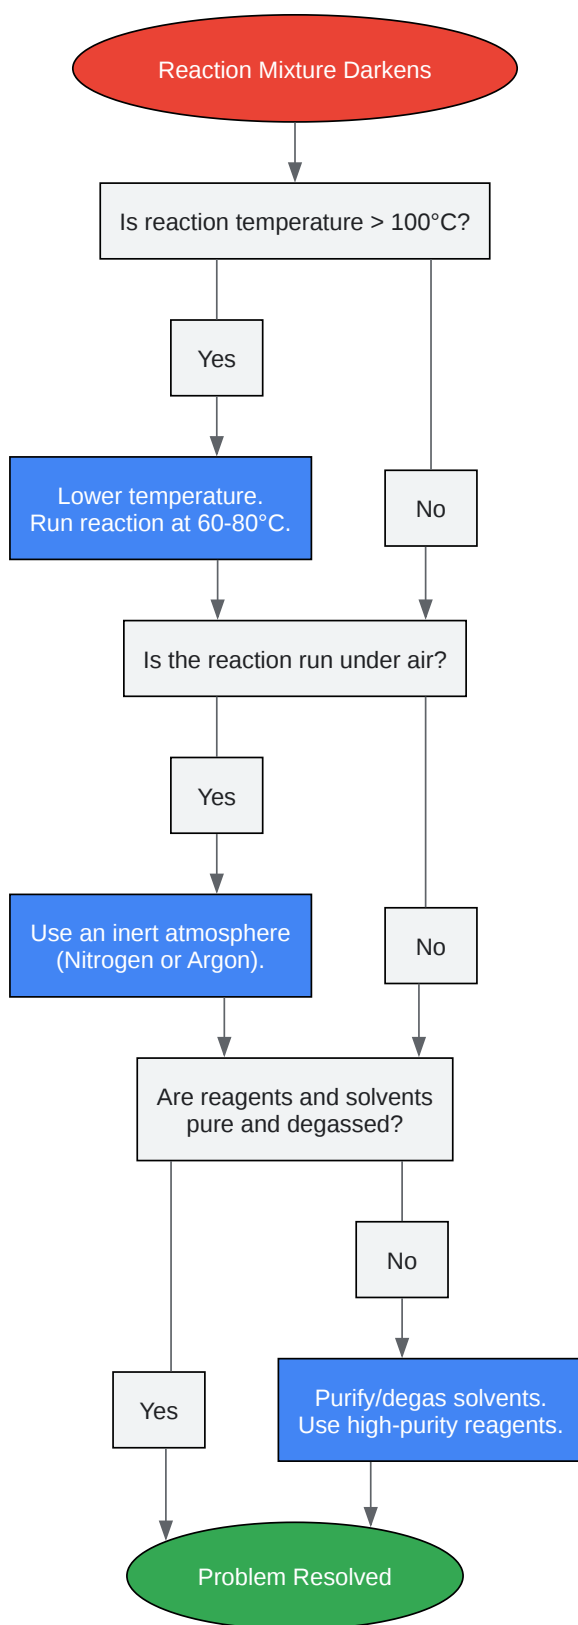 Reaction Mixture Darkens
Is reaction temperature > 100°C?
Yes
Lower temperature.
Run reaction at 60-80°C.
No
Is the reaction run under air?
Yes
Use an inert atmosphere
(Nitrogen or Argon).
No
Are reagents and solvents
pure and degassed?
No
Purify/degas solvents.
Use high-purity reagents.
Yes
Problem Resolved